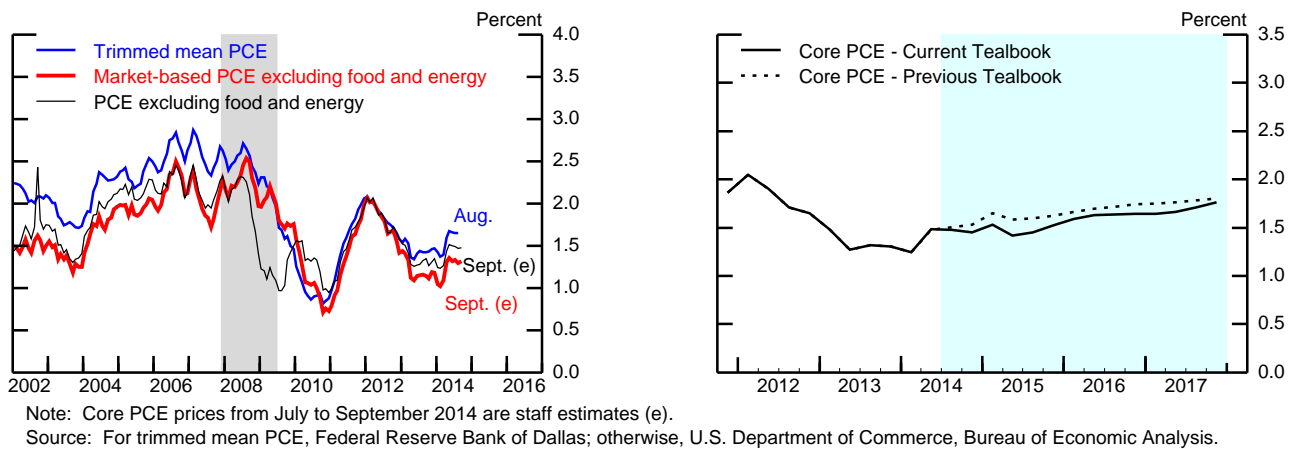 Percent
Trimmed mean PCE
Market-based PCE excluding food and energy
PCE excluding food and energy
4.0
3.5
3.0
2.5
2.0
1.5
1.0
0.5
0.0
Aug.
Sept. (e)
Sept. (e)
2002 2004 2006 2008 2010 2012 2014 2016
Percent
Core PCE - Current Tealbook
Core PCE - Previous Tealbook
3.5
3.0
2.5
2.0
1.5
1.0
0.5
0.0
2012 2013 2014 2015 2016 2017
Note: Core PCE prices from July to September 2014 are staff estimates (e).
Source: For trimmed mean PCE, Federal Reserve Bank of Dallas; otherwise, U.S. Department of Commerce, Bureau of Economic Analysis.